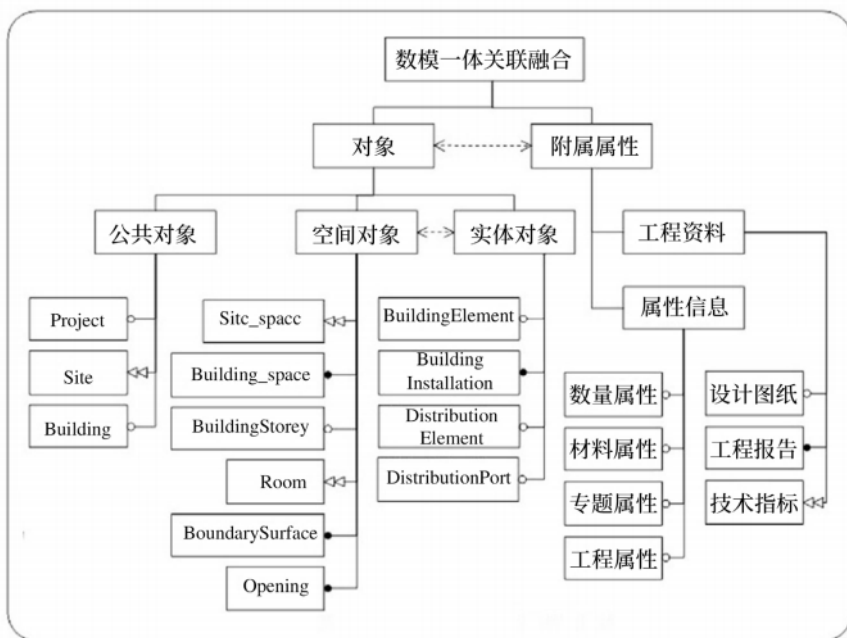 数模一体关联融合
对象
附属属性
公共对象
空间对象
实体对象
工程资料
属性信息
Project
Site
Building
Sitc_spacc
Building_space
BuildingStorey
Room
BoundarySurface
Opening
BuildingElement
Building
Installation
Distribution
Element
DistributionPort
数量属性
材料属性
专题属性
工程属性
设计图纸
工程报告
技术指标